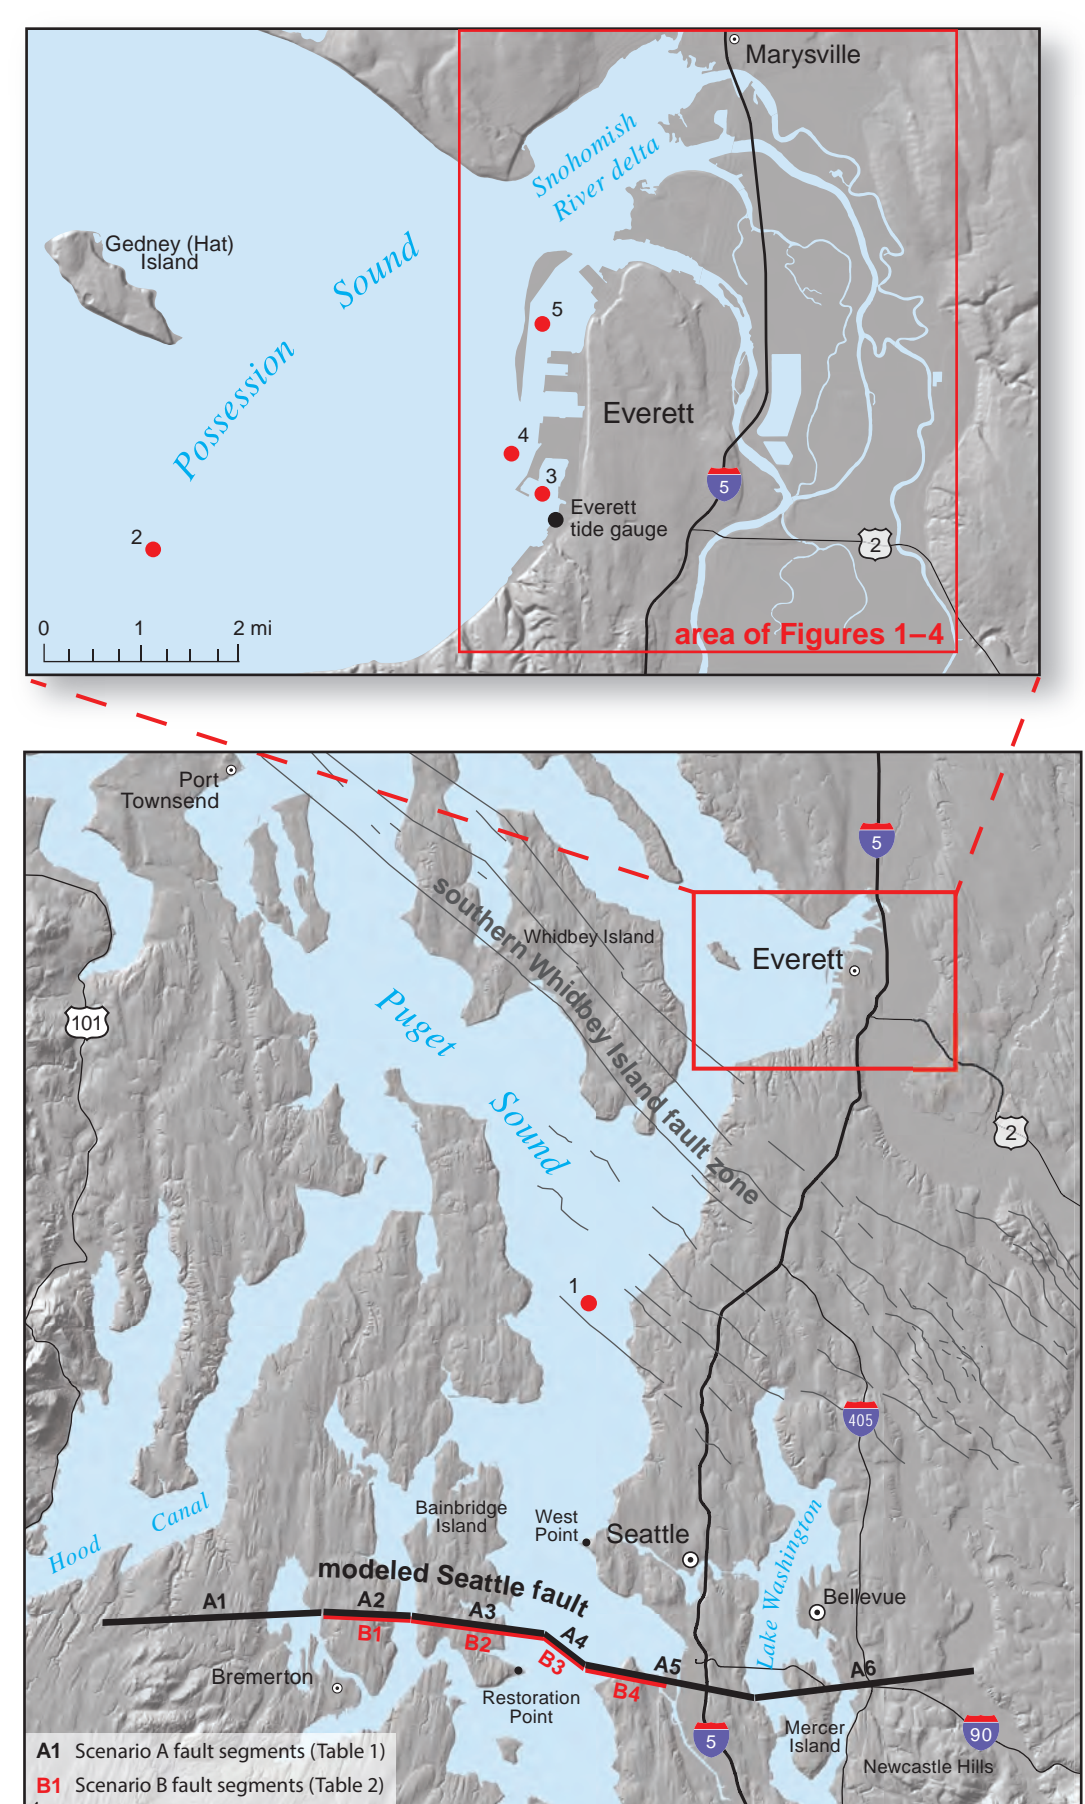 Marysville
Snohomish
River delta
Gedney (Hat)
Island
Possession Sound
5
Everett
4
3
Everett
tide gauge
5
2
2
0 1 2 mi
area of Figures 1–4
Port
Townsend
5
southern Whidbey Island fault zone
Whidbey Island
Everett
101
Puget
Sound
2
1
405
Hood Canal
Bainbridge
Island
West
Point
Seattle
Lake Washington
Bellevue
modeled Seattle fault
A1
A2
A3
A4
A5
A6
B1
B2
B3
B4
Bremerton
Restoration
Point
5
Mercer
Island
90
Newcastle Hills
A1 Scenario A fault segments (Table 1)
B1 Scenario B fault segments (Table 2)